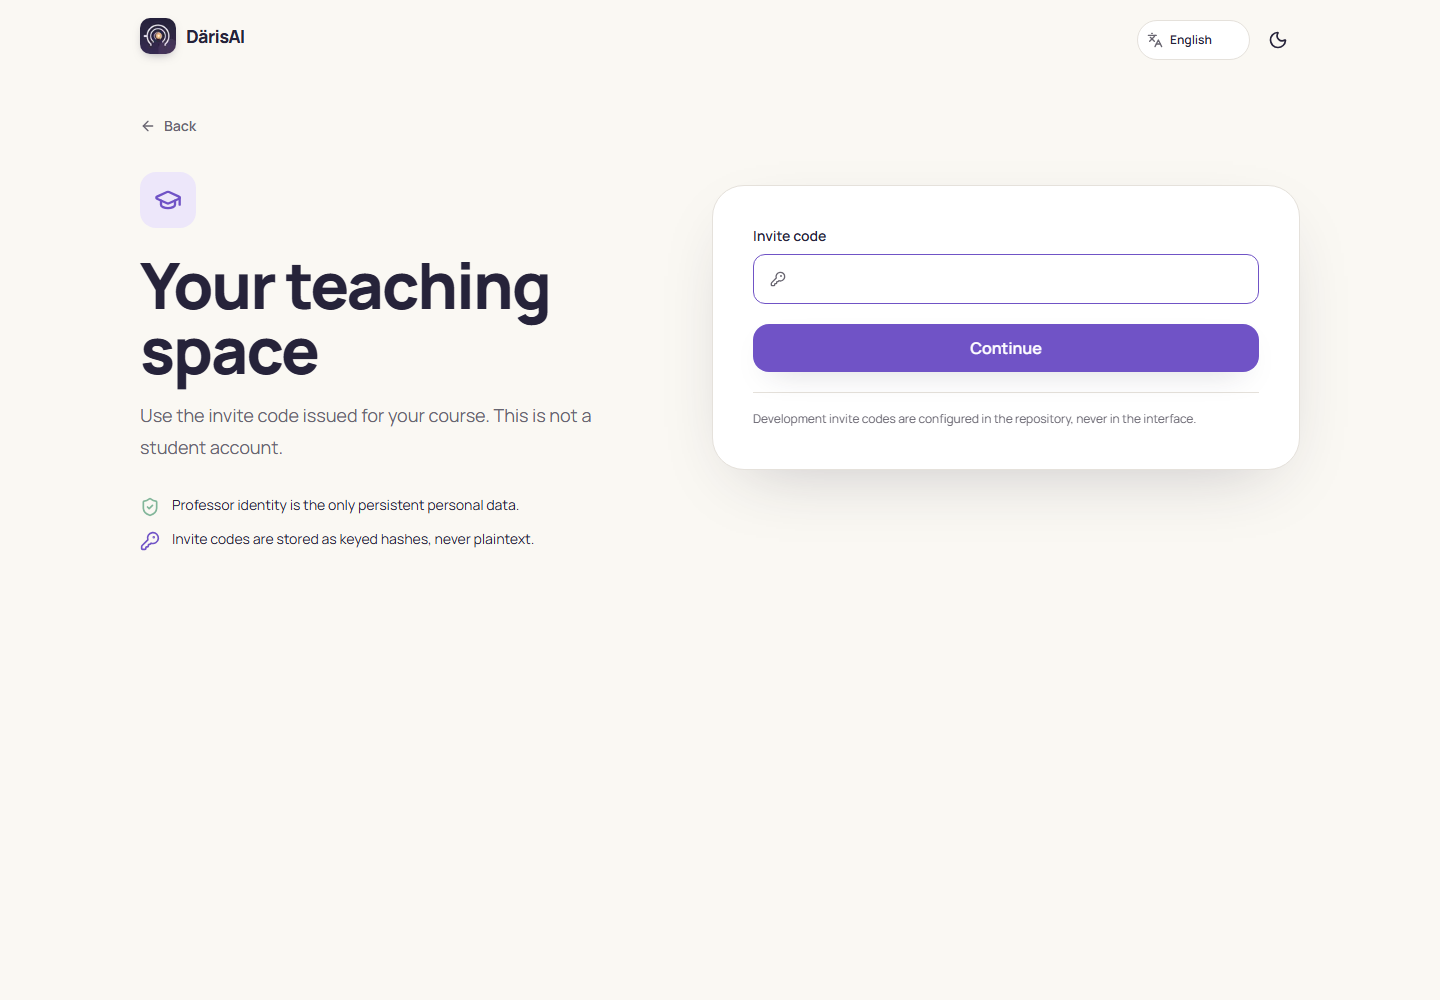 DärisAI
English
Back
Your teaching
space
Use the invite code issued for your course. This is not a
student account.
Professor identity is the only persistent personal data.
Invite codes are stored as keyed hashes, never plaintext.
Invite code
Continue
Development invite codes are configured in the repository, never in the interface.